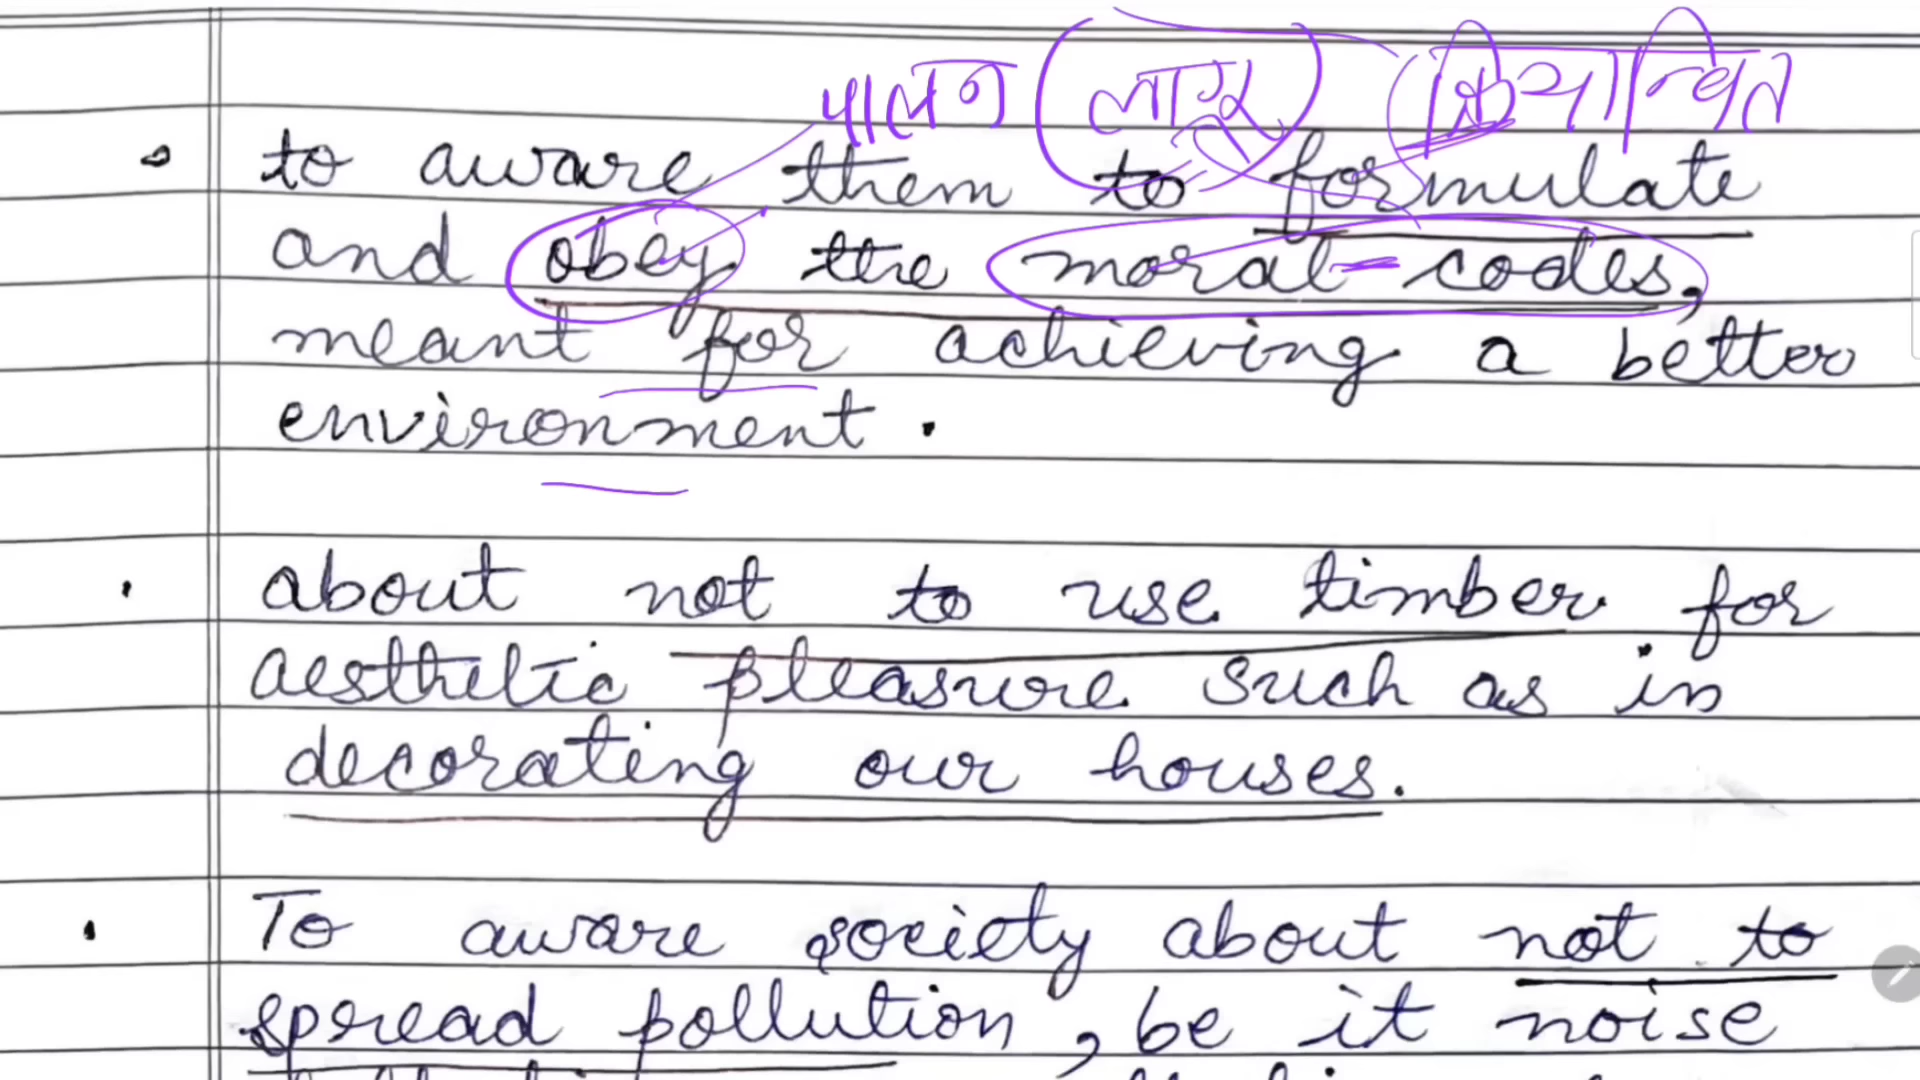 पालन लागू क्रियान्वित
• to aware them to formulate
and obey the moral-codes,
meant for achieving a better
environment.
• about not to use timber for
aesthetic pleasure such as in
decorating our houses.
• To aware society about not to
spread pollution, be it noise